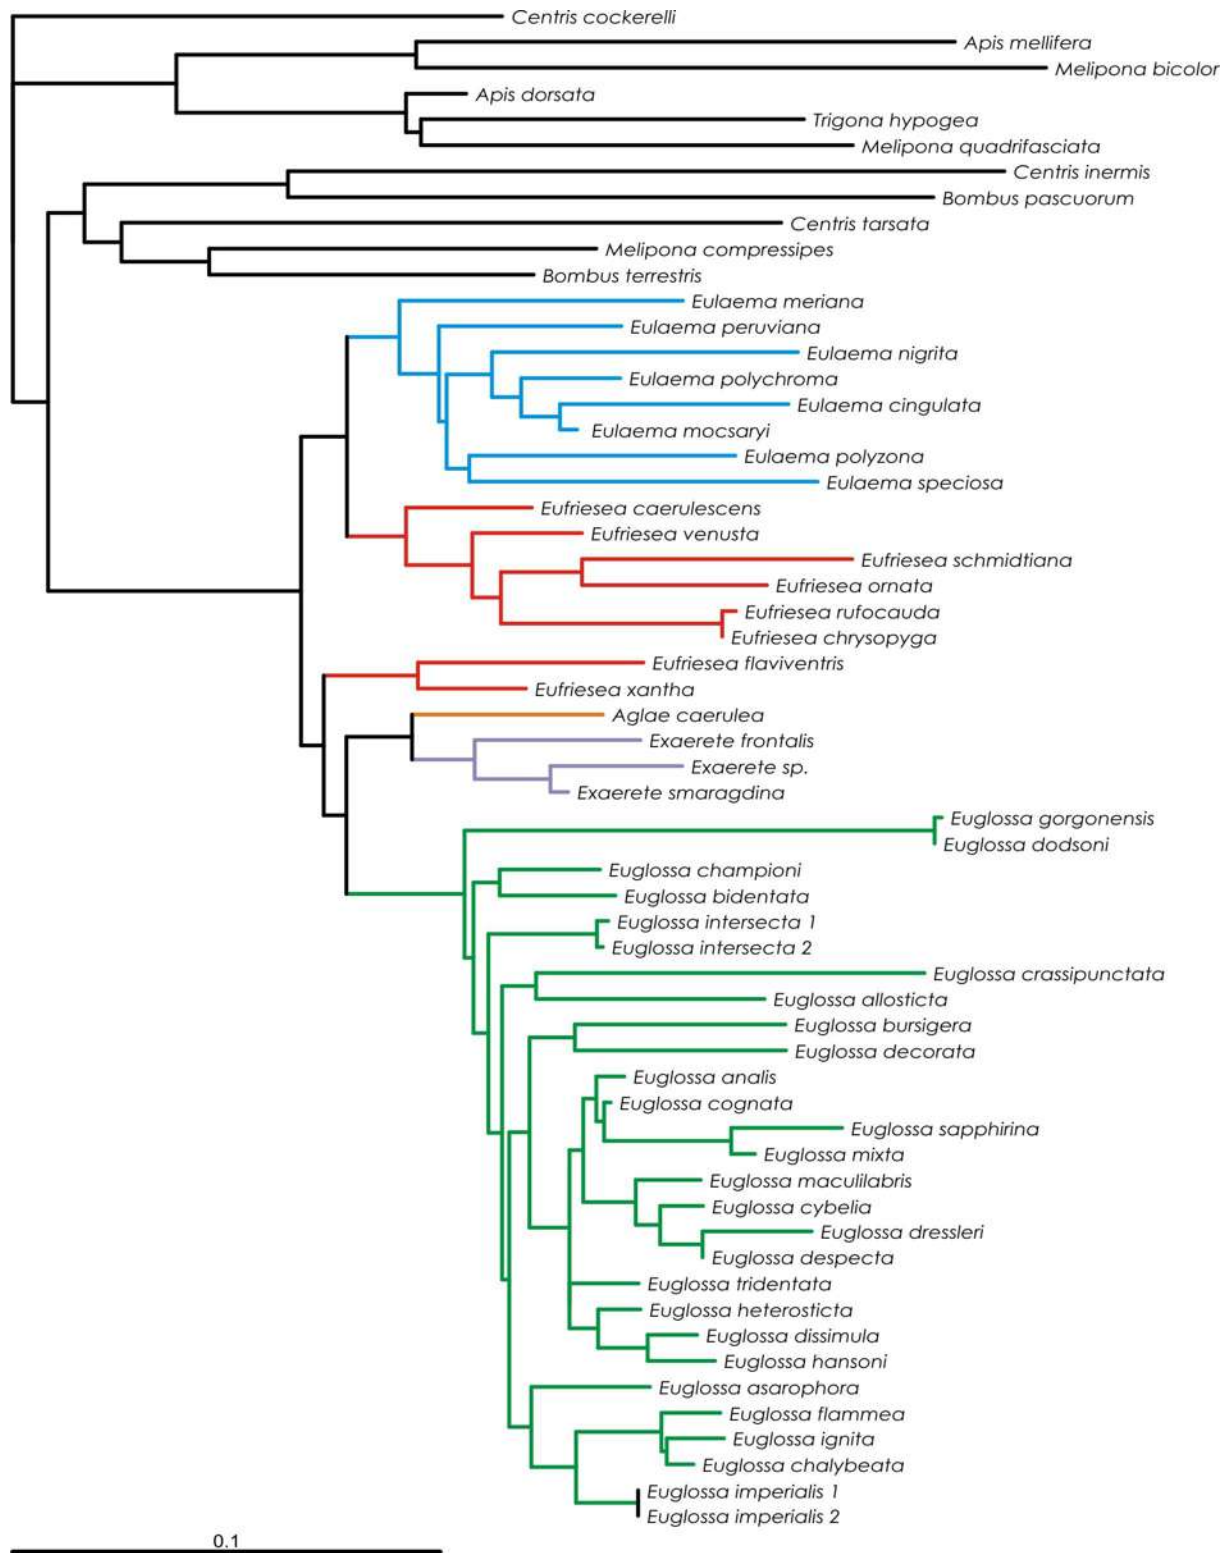 Centris cockerelli
Apis mellifera
Melipona bicolor
Apis dorsata
Trigona hypogea
Melipona quadrifasciata
Centris inermis
Bombus pascuorum
Centris tarsata
Melipona compressipes
Bombus terrestris
Eulaema meriana
Eulaema peruviana
Eulaema nigrita
Eulaema polychroma
Eulaema cingulata
Eulaema mocsaryi
Eulaema polyzona
Eulaema speciosa
Eufriesea caerulescens
Eufriesea venusta
Eufriesea schmidtiana
Eufriesea ornata
Eufriesea rufocauda
Eufriesea chrysopyga
Eufriesea flaviventris
Eufriesea xantha
Aglae caerulea
Exaerete frontalis
Exaerete sp.
Exaerete smaragdina
Euglossa gorgonensis
Euglossa dodsoni
Euglossa championi
Euglossa bidentata
Euglossa intersecta 1
Euglossa intersecta 2
Euglossa crassipunctata
Euglossa allosticta
Euglossa bursigera
Euglossa decorata
Euglossa analis
Euglossa cognata
Euglossa sapphirina
Euglossa mixta
Euglossa maculilabris
Euglossa cybelia
Euglossa dressleri
Euglossa despecta
Euglossa tridentata
Euglossa heterosticta
Euglossa dissimula
Euglossa hansoni
Euglossa asarophora
Euglossa flammea
Euglossa ignita
Euglossa chalybeata
Euglossa imperialis 1
Euglossa imperialis 2
0.1